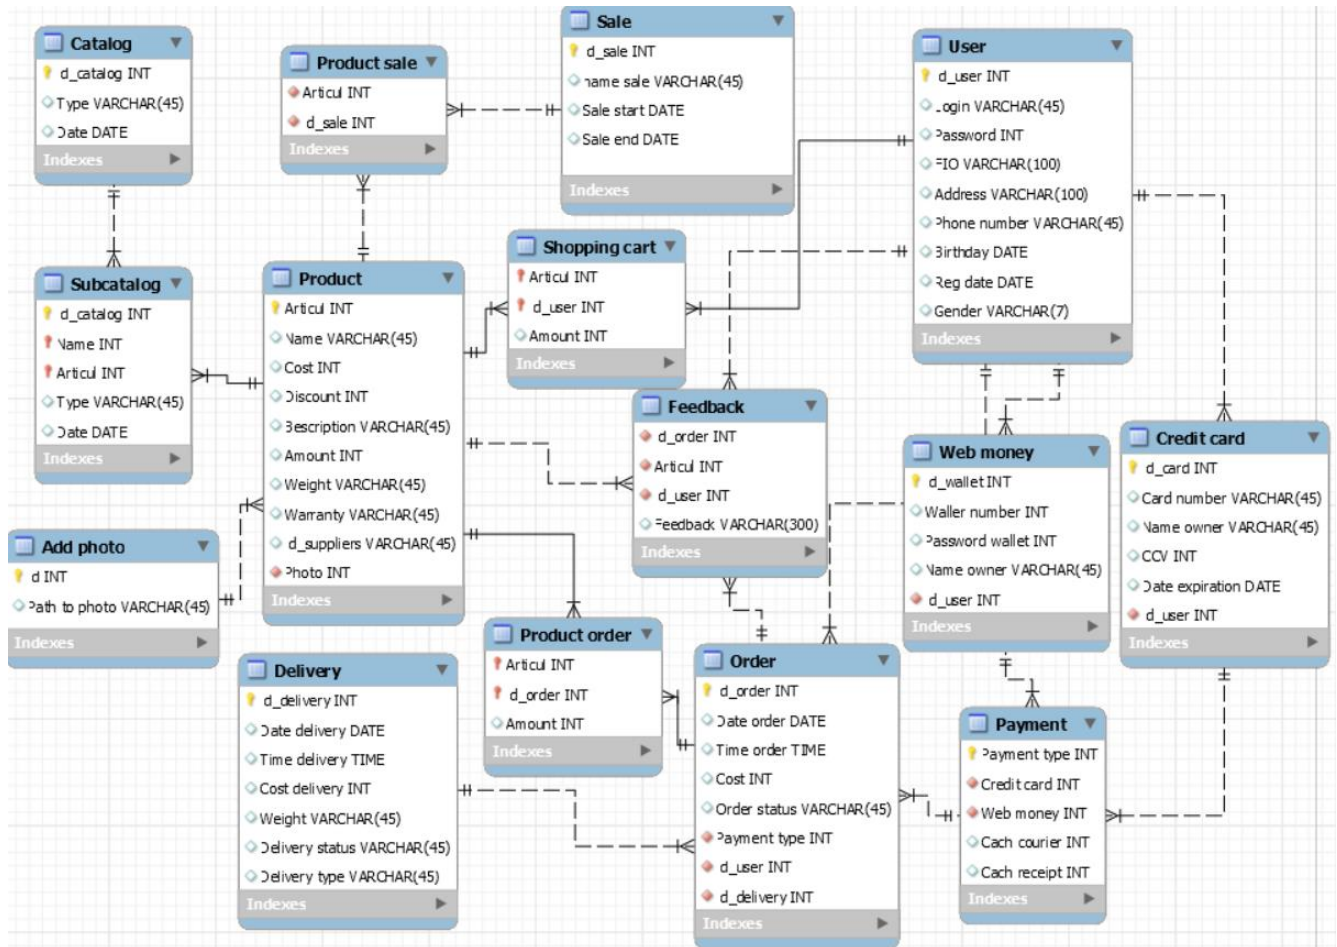 Catalog
d_catalog INT
Type VARCHAR(45)
Date DATE
Indexes
Product sale
Articul INT
d_sale INT
Indexes
Sale
d_sale INT
name sale VARCHAR(45)
Sale start DATE
Sale end DATE
Indexes
User
d_user INT
Login VARCHAR(45)
Password INT
FIO VARCHAR(100)
Address VARCHAR(100)
Phone number VARCHAR(45)
Birthday DATE
Reg date DATE
Gender VARCHAR(7)
Indexes
Subcatalog
d_catalog INT
Name INT
Articul INT
Type VARCHAR(45)
Date DATE
Indexes
Product
Articul INT
Name VARCHAR(45)
Cost INT
Discount INT
Bescription VARCHAR(45)
Amount INT
Weight VARCHAR(45)
Warranty VARCHAR(45)
d_suppliers VARCHAR(45)
Photo INT
Indexes
Shopping cart
Articul INT
d_user INT
Amount INT
Indexes
Feedback
d_order INT
Articul INT
d_user INT
Feedback VARCHAR(300)
Indexes
Web money
d_wallet INT
Waller number INT
Password wallet INT
Name owner VARCHAR(45)
d_user INT
Indexes
Credit card
d_card INT
Card number VARCHAR(45)
Name owner VARCHAR(45)
CCV INT
Date expiration DATE
d_user INT
Indexes
Add photo
d INT
Path to photo VARCHAR(45)
Indexes
Delivery
d_delivery INT
Date delivery DATE
Time delivery TIME
Cost delivery INT
Weight VARCHAR(45)
Delivery status VARCHAR(45)
Delivery type VARCHAR(45)
Indexes
Product order
Articul INT
d_order INT
Amount INT
Indexes
Order
d_order INT
Date order DATE
Time order TIME
Cost INT
Order status VARCHAR(45)
Payment type INT
d_user INT
d_delivery INT
Indexes
Payment
Payment type INT
Credit card INT
Web money INT
Cach courier INT
Cach receipt INT
Indexes